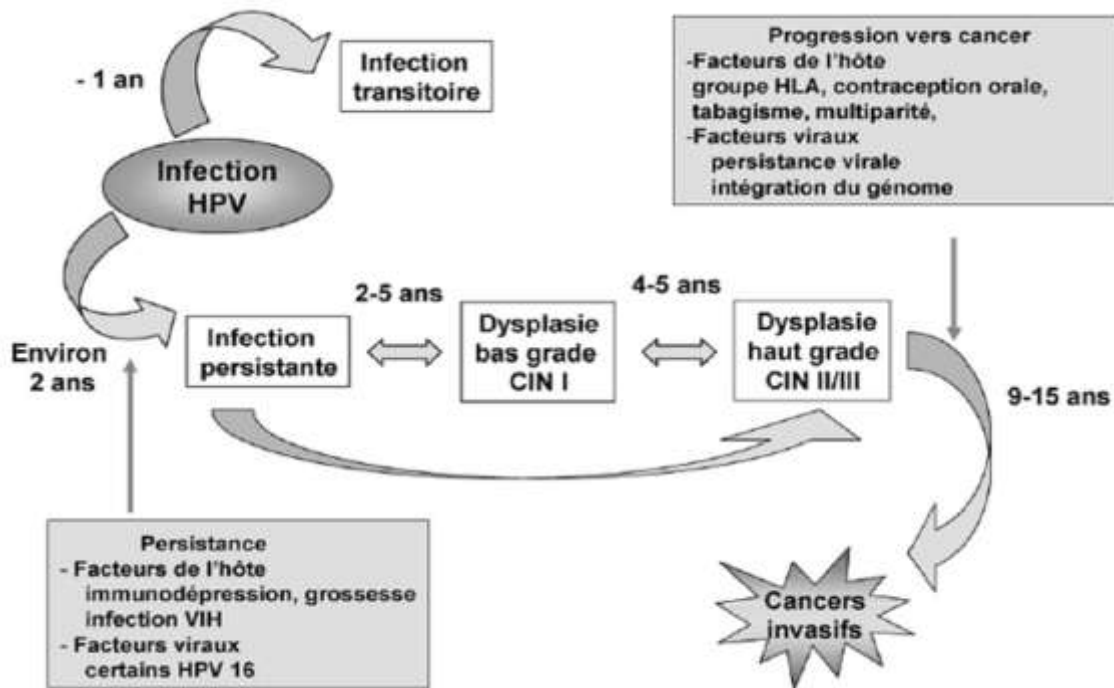 - 1 an
Infection
transitoire
Infection
HPV
Progression vers cancer
-Facteurs de l'hôte
groupe HLA, contraception orale,
tabagisme, multiparité,
-Facteurs viraux
persistance virale
intégration du génome
Environ
2 ans
Infection
persistante
2-5 ans
Dysplasie
bas grade
CIN I
4-5 ans
Dysplasie
haut grade
CIN II/III
9-15 ans
Persistance
- Facteurs de l'hôte
immunodépression, grossesse
infection VIH
- Facteurs viraux
certains HPV 16
Cancers
invasifs